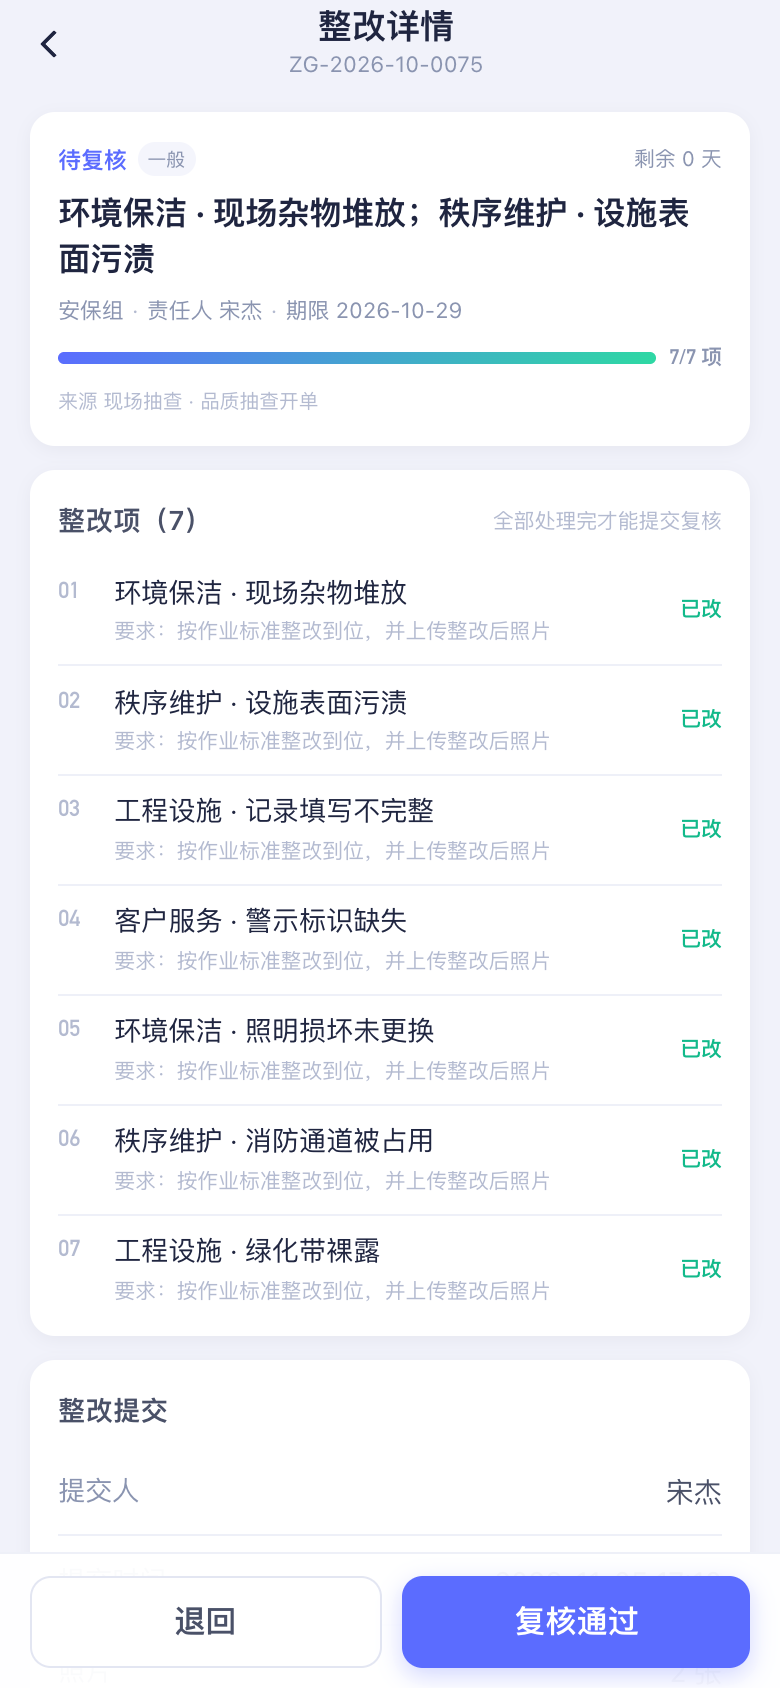 整改详情
ZG-2026-10-0075
待复核 一般 剩余 0 天
环境保洁 · 现场杂物堆放；秩序维护 · 设施表
面污渍
安保组 · 责任人 宋杰 · 期限 2026-10-29
7/7 项
来源 现场抽查 · 品质抽查开单
整改项（7） 全部处理完才能提交复核
01 环境保洁 · 现场杂物堆放
要求：按作业标准整改到位，并上传整改后照片
已改
02 秩序维护 · 设施表面污渍
要求：按作业标准整改到位，并上传整改后照片
已改
03 工程设施 · 记录填写不完整
要求：按作业标准整改到位，并上传整改后照片
已改
04 客户服务 · 警示标识缺失
要求：按作业标准整改到位，并上传整改后照片
已改
05 环境保洁 · 照明损坏未更换
要求：按作业标准整改到位，并上传整改后照片
已改
06 秩序维护 · 消防通道被占用
要求：按作业标准整改到位，并上传整改后照片
已改
07 工程设施 · 绿化带裸露
要求：按作业标准整改到位，并上传整改后照片
已改
整改提交
提交人 宋杰
退回 复核通过